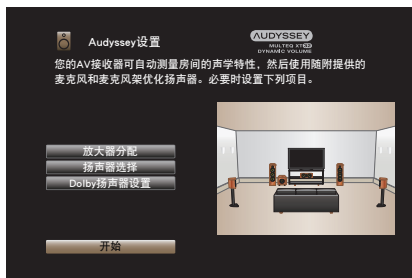 Audyssey设置
AUDYSSEY
MULTEQ XT32
DYNAMIC VOLUME
您的AV接收器可自动测量房间的声学特性，然后使用随附提供的
麦克风和麦克风架优化扬声器。必要时设置下列项目。
放大器分配
扬声器选择
Dolby扬声器设置
开始